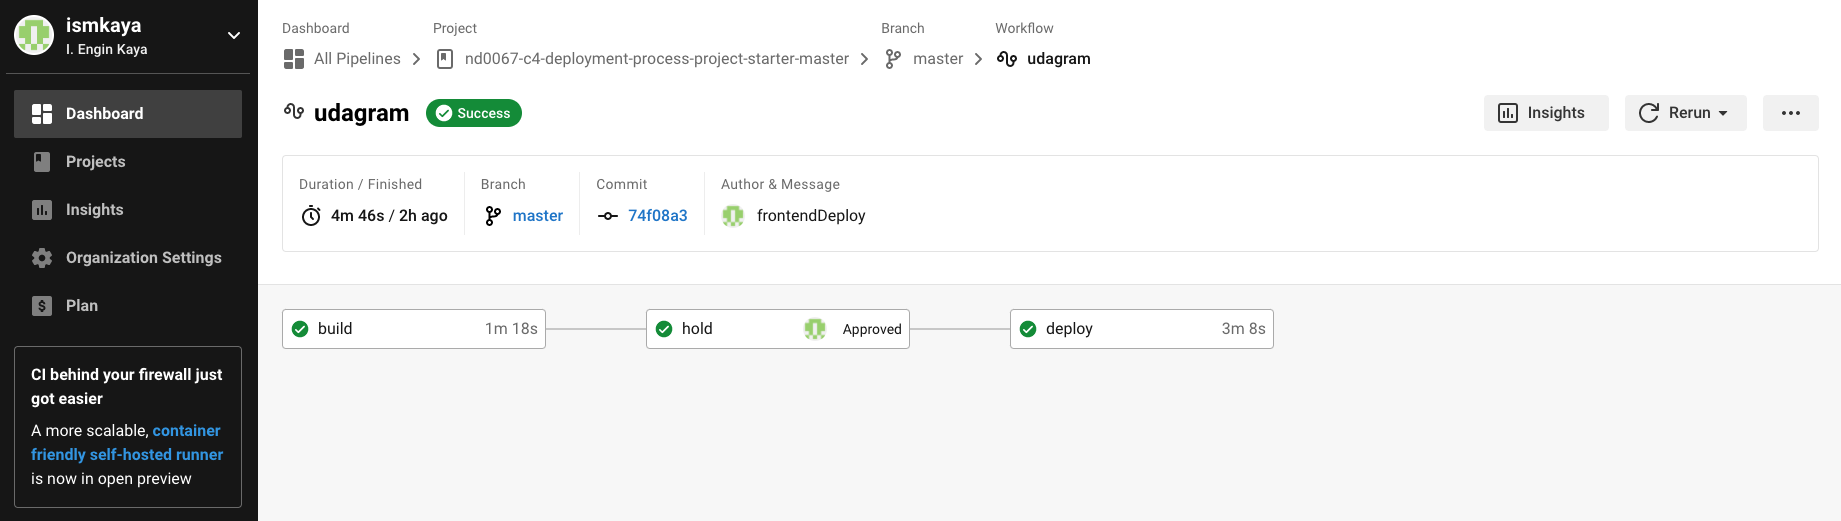 ismkaya
I. Engin Kaya
Dashboard
Projects
Insights
Organization Settings
Plan
CI behind your firewall just
got easier
A more scalable, container
friendly self-hosted runner
is now in open preview
Dashboard Project Branch Workflow
All Pipelines nd0067-c4-deployment-process-project-starter-master master udagram
udagram Success Insights Rerun
Duration / Finished Branch Commit Author & Message
4m 46s / 2h ago master 74f08a3 frontendDeploy
build 1m 18s hold Approved deploy 3m 8s